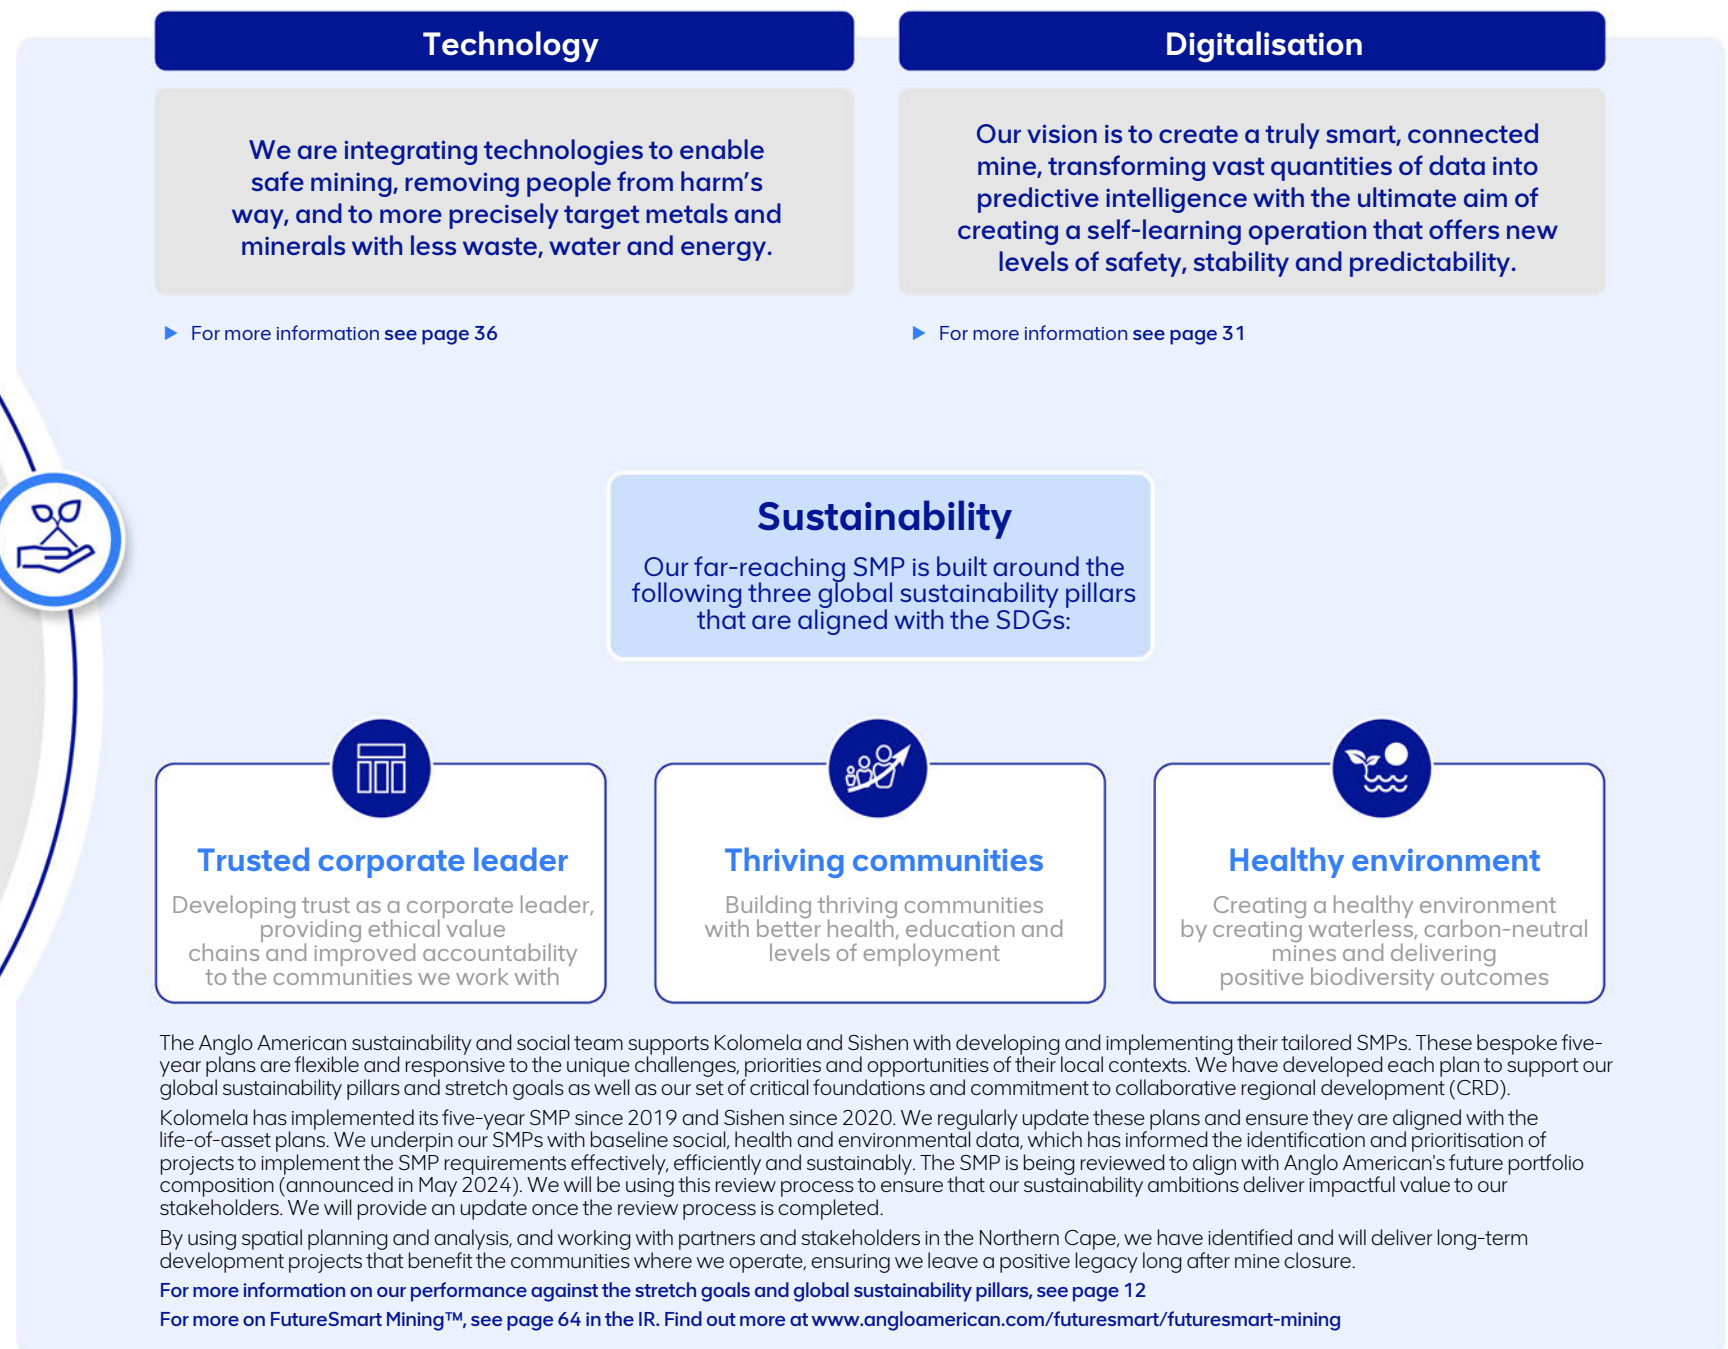 Technology
We are integrating technologies to enable
safe mining, removing people from harm's
way, and to more precisely target metals and
minerals with less waste, water and energy.
For more information see page 36
Digitalisation
Our vision is to create a truly smart, connected
mine, transforming vast quantities of data into
predictive intelligence with the ultimate aim of
creating a self-learning operation that offers new
levels of safety, stability and predictability.
For more information see page 31
Sustainability
Our far-reaching SMP is built around the
following three global sustainability pillars
that are aligned with the SDGs:
Trusted corporate leader
Developing trust as a corporate leader,
providing ethical value
chains and improved accountability
to the communities we work with
Thriving communities
Building thriving communities
with better health, education and
levels of employment
Healthy environment
Creating a healthy environment
by creating waterless, carbon-neutral
mines and delivering
positive biodiversity outcomes
The Anglo American sustainability and social team supports Kolomela and Sishen with developing and implementing their tailored SMPs. These bespoke five-
year plans are flexible and responsive to the unique challenges, priorities and opportunities of their local contexts. We have developed each plan to support our
global sustainability pillars and stretch goals as well as our set of critical foundations and commitment to collaborative regional development (CRD).
Kolomela has implemented its five-year SMP since 2019 and Sishen since 2020. We regularly update these plans and ensure they are aligned with the
life-of-asset plans. We underpin our SMPs with baseline social, health and environmental data, which has informed the identification and prioritisation of
projects to implement the SMP requirements effectively, efficiently and sustainably. The SMP is being reviewed to align with Anglo American's future portfolio
composition (announced in May 2024). We will be using this review process to ensure that our sustainability ambitions deliver impactful value to our
stakeholders. We will provide an update once the review process is completed.
By using spatial planning and analysis, and working with partners and stakeholders in the Northern Cape, we have identified and will deliver long-term
development projects that benefit the communities where we operate, ensuring we leave a positive legacy long after mine closure.
For more information on our performance against the stretch goals and global sustainability pillars, see page 12
For more on FutureSmart Mining™, see page 64 in the IR. Find out more at www.angloamerican.com/futuresmart/futuresmart-mining